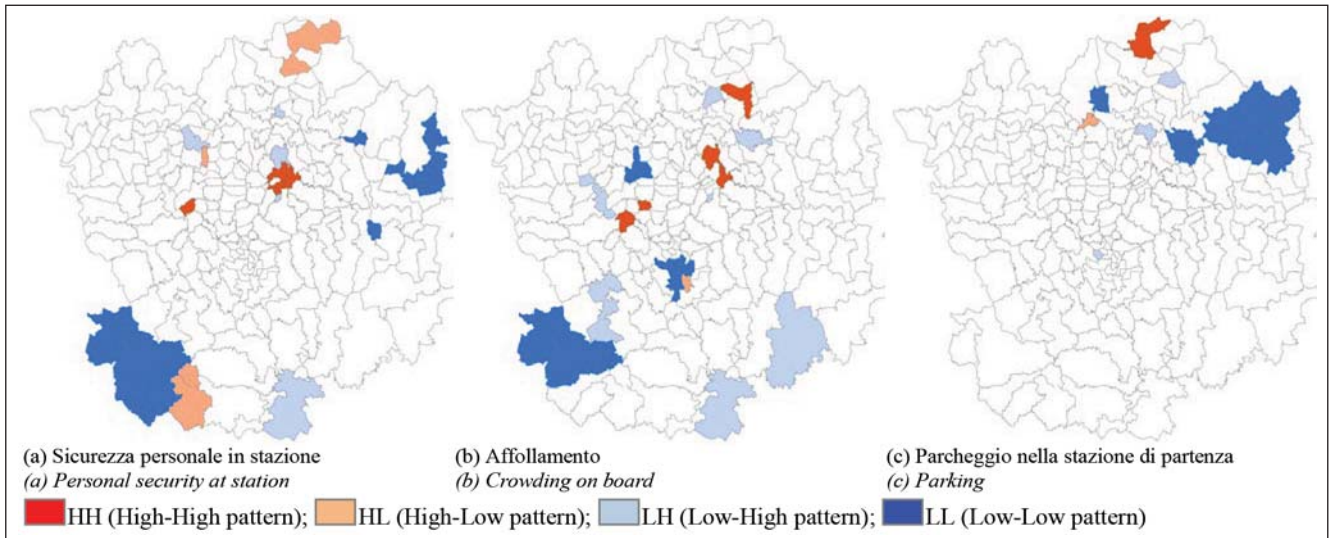 (a) Sicurezza personale in stazione
(a) Personal security at station
(b) Affollamento
(b) Crowding on board
(c) Parcheggio nella stazione di partenza
(c) Parking
HH (High-High pattern); HL (High-Low pattern); LH (Low-High pattern); LL (Low-Low pattern)